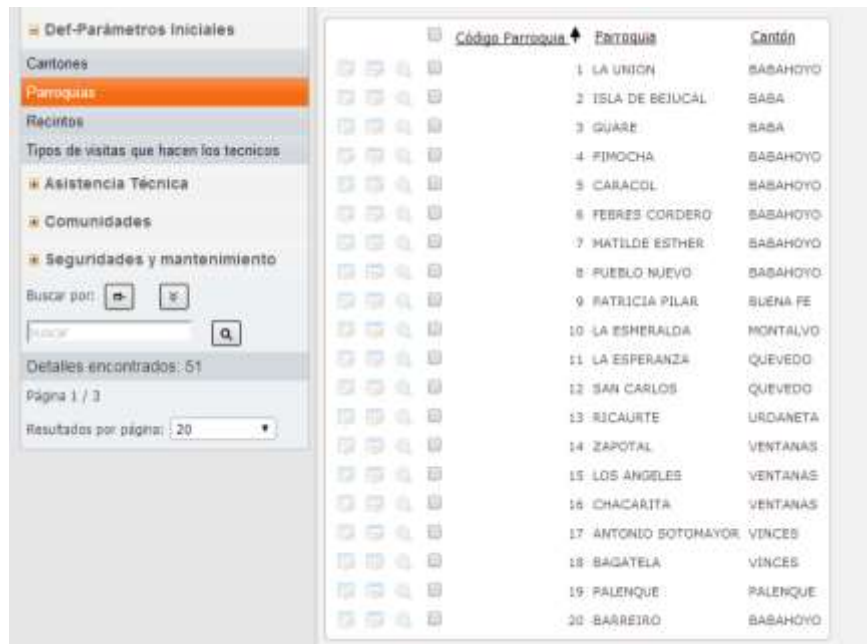 Def-Parámetros Iniciales
Cantones
Parroquias
Recintos
Tipos de visitas que hacen los tecnicos
Asistencia Técnica
Comunidades
Seguridades y mantenimiento
Buscar por:
buscar
Detalles encontrados: 51
Página 1 / 3
Resultados por página: 20
Código Parroquia Parroquia Cantón
1 LA UNION BABAHOYO
2 ISLA DE BEJUCAL BABA
3 GUARE BABA
4 PIMOCHA BABAHOYO
5 CARACOL BABAHOYO
6 FEBRES CORDERO BABAHOYO
7 MATILDE ESTHER BABAHOYO
8 PUEBLO NUEVO BABAHOYO
9 PATRICIA PILAR BUENA FE
10 LA ESMERALDA MONTALVO
11 LA ESPERANZA QUEVEDO
12 SAN CARLOS QUEVEDO
13 RICAURTE URDANETA
14 ZAPOTAL VENTANAS
15 LOS ANGELES VENTANAS
16 CHACARITA VENTANAS
17 ANTONIO SOTOMAYOR VINCES
18 BAGATELA VINCES
19 PALENQUE PALENQUE
20 BARREIRO BABAHOYO